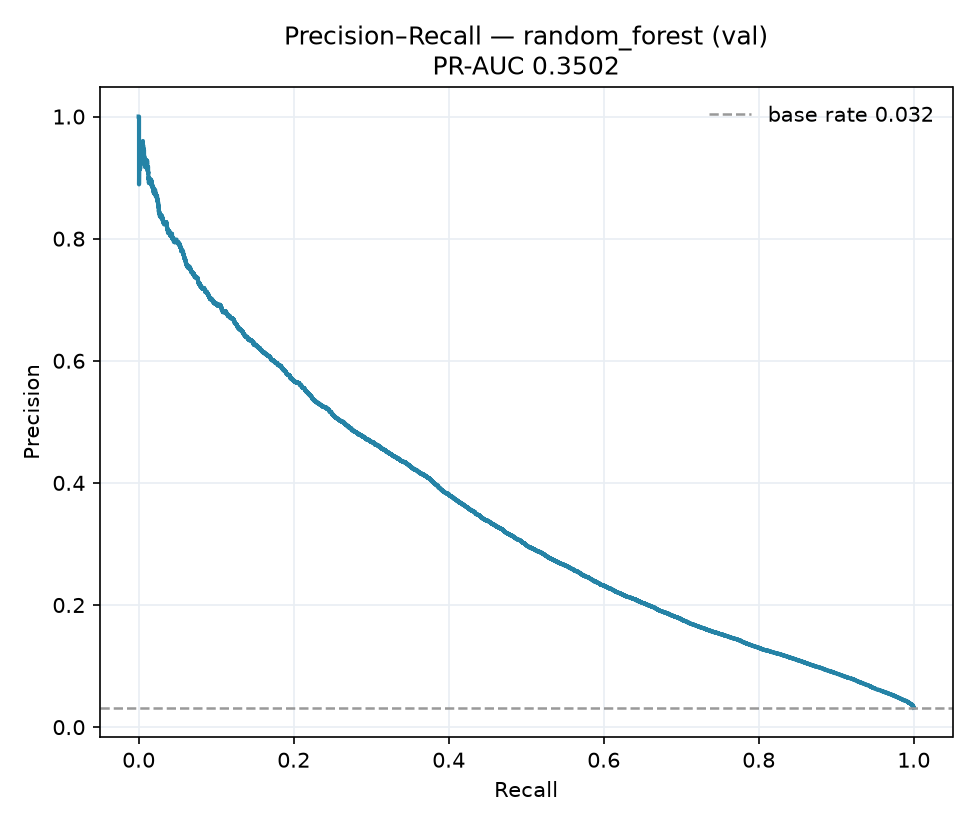 Precision–Recall — random_forest (val)
PR-AUC 0.3502
base rate 0.032
1.0
0.8
0.6
0.4
0.2
0.0
Precision
0.0 0.2 0.4 0.6 0.8 1.0
Recall